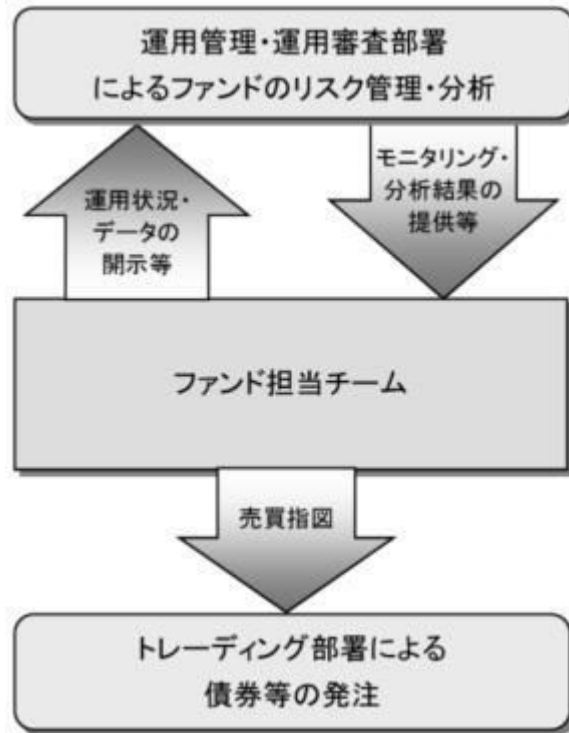 運用管理・運用審査部署
によるファンドのリスク管理・分析
運用状況・
データの
開示等
モニタリング・
分析結果の
提供等
ファンド担当チーム
売買指図
トレーディング部署による
債券等の発注